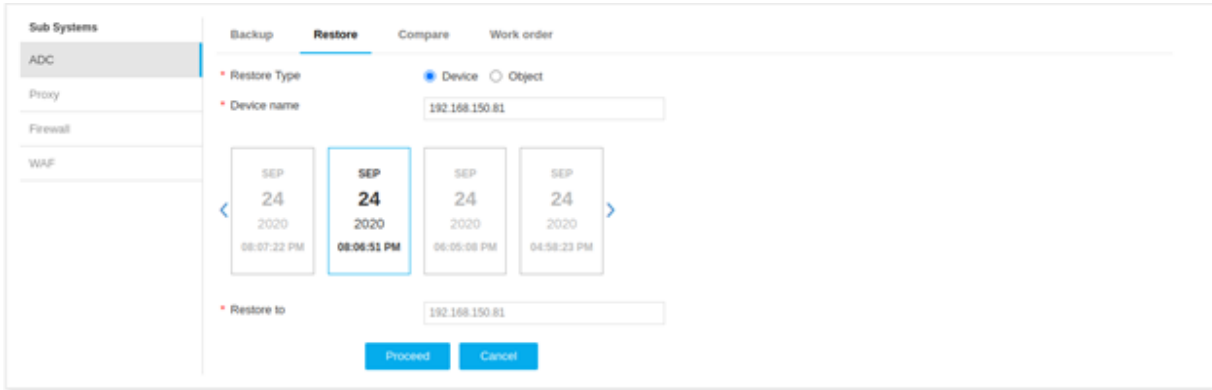 Sub Systems
ADC
Proxy
Firewall
WAF
Backup Restore Compare Work order
* Restore Type Device Object
* Device name 192.168.150.81
SEP SEP SEP SEP
24 24 24 24
2020 2020 2020 2020
08:07:22 PM 08:06:51 PM 06:05:08 PM 04:58:23 PM
* Restore to 192.168.150.81
Proceed Cancel